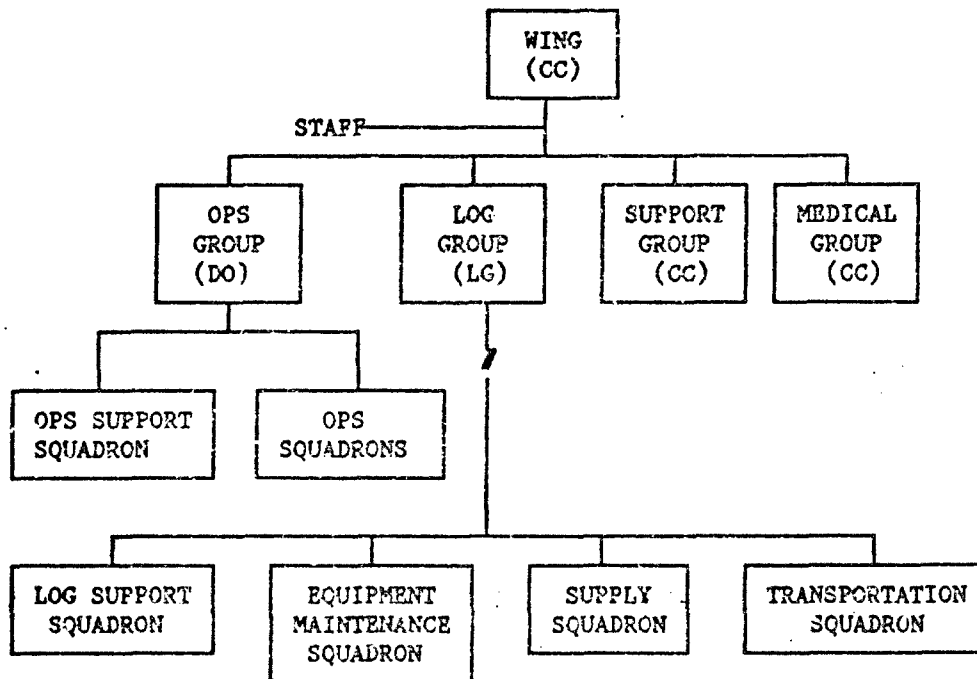 WING
(CC)
STAFF
OPS
GROUP
(DO)
LOG
GROUP
(LG)
SUPPORT
GROUP
(CC)
MEDICAL
GROUP
(CC)
OPS SUPPORT
SQUADRON
OPS
SQUADRONS
LOG SUPPORT
SQUADRON
EQUIPMENT
MAINTENANCE
SQUADRON
SUPPLY
SQUADRON
TRANSPORTATION
SQUADRON